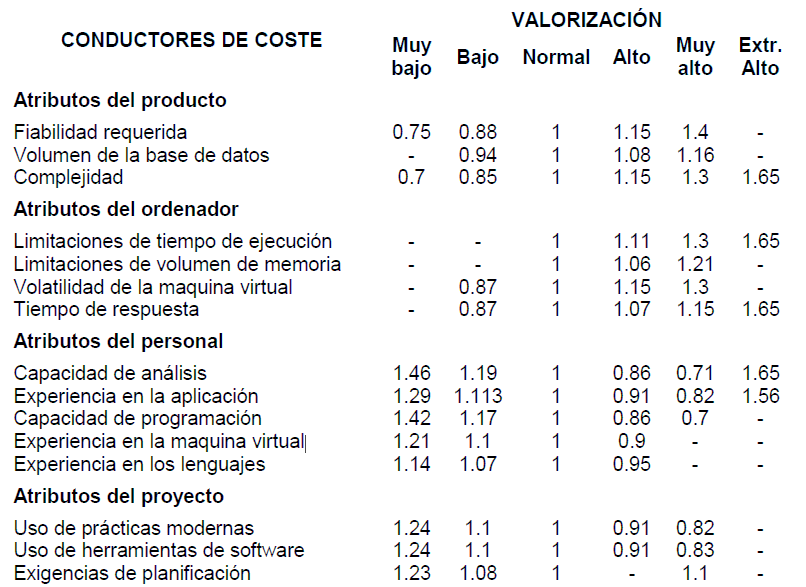 VALORIZACIÓN
CONDUCTORES DE COSTE Muy bajo Bajo Normal Alto Muy alto Extr. Alto
Atributos del producto
Fiabilidad requerida 0.75 0.88 1 1.15 1.4 -
Volumen de la base de datos - 0.94 1 1.08 1.16 -
Complejidad 0.7 0.85 1 1.15 1.3 1.65
Atributos del ordenador
Limitaciones de tiempo de ejecución - - 1 1.11 1.3 1.65
Limitaciones de volumen de memoria - - 1 1.06 1.21 -
Volatilidad de la maquina virtual - 0.87 1 1.15 1.3 -
Tiempo de respuesta - 0.87 1 1.07 1.15 1.65
Atributos del personal
Capacidad de análisis 1.46 1.19 1 0.86 0.71 1.65
Experiencia en la aplicación 1.29 1.113 1 0.91 0.82 1.56
Capacidad de programación 1.42 1.17 1 0.86 0.7 -
Experiencia en la maquina virtual 1.21 1.1 1 0.9 - -
Experiencia en los lenguajes 1.14 1.07 1 0.95 - -
Atributos del proyecto
Uso de prácticas modernas 1.24 1.1 1 0.91 0.82 -
Uso de herramientas de software 1.24 1.1 1 0.91 0.83 -
Exigencias de planificación 1.23 1.08 1 - 1.1 -